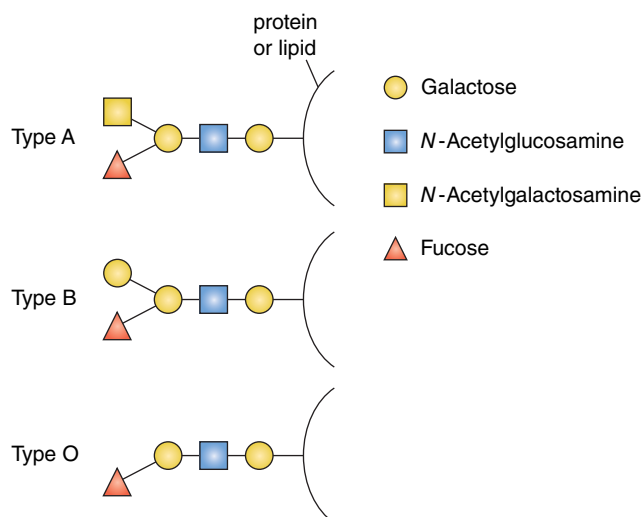 protein
or lipid
Galactose
Type A
N-Acetylglucosamine
N-Acetylgalactosamine
Fucose
Type B
Type O